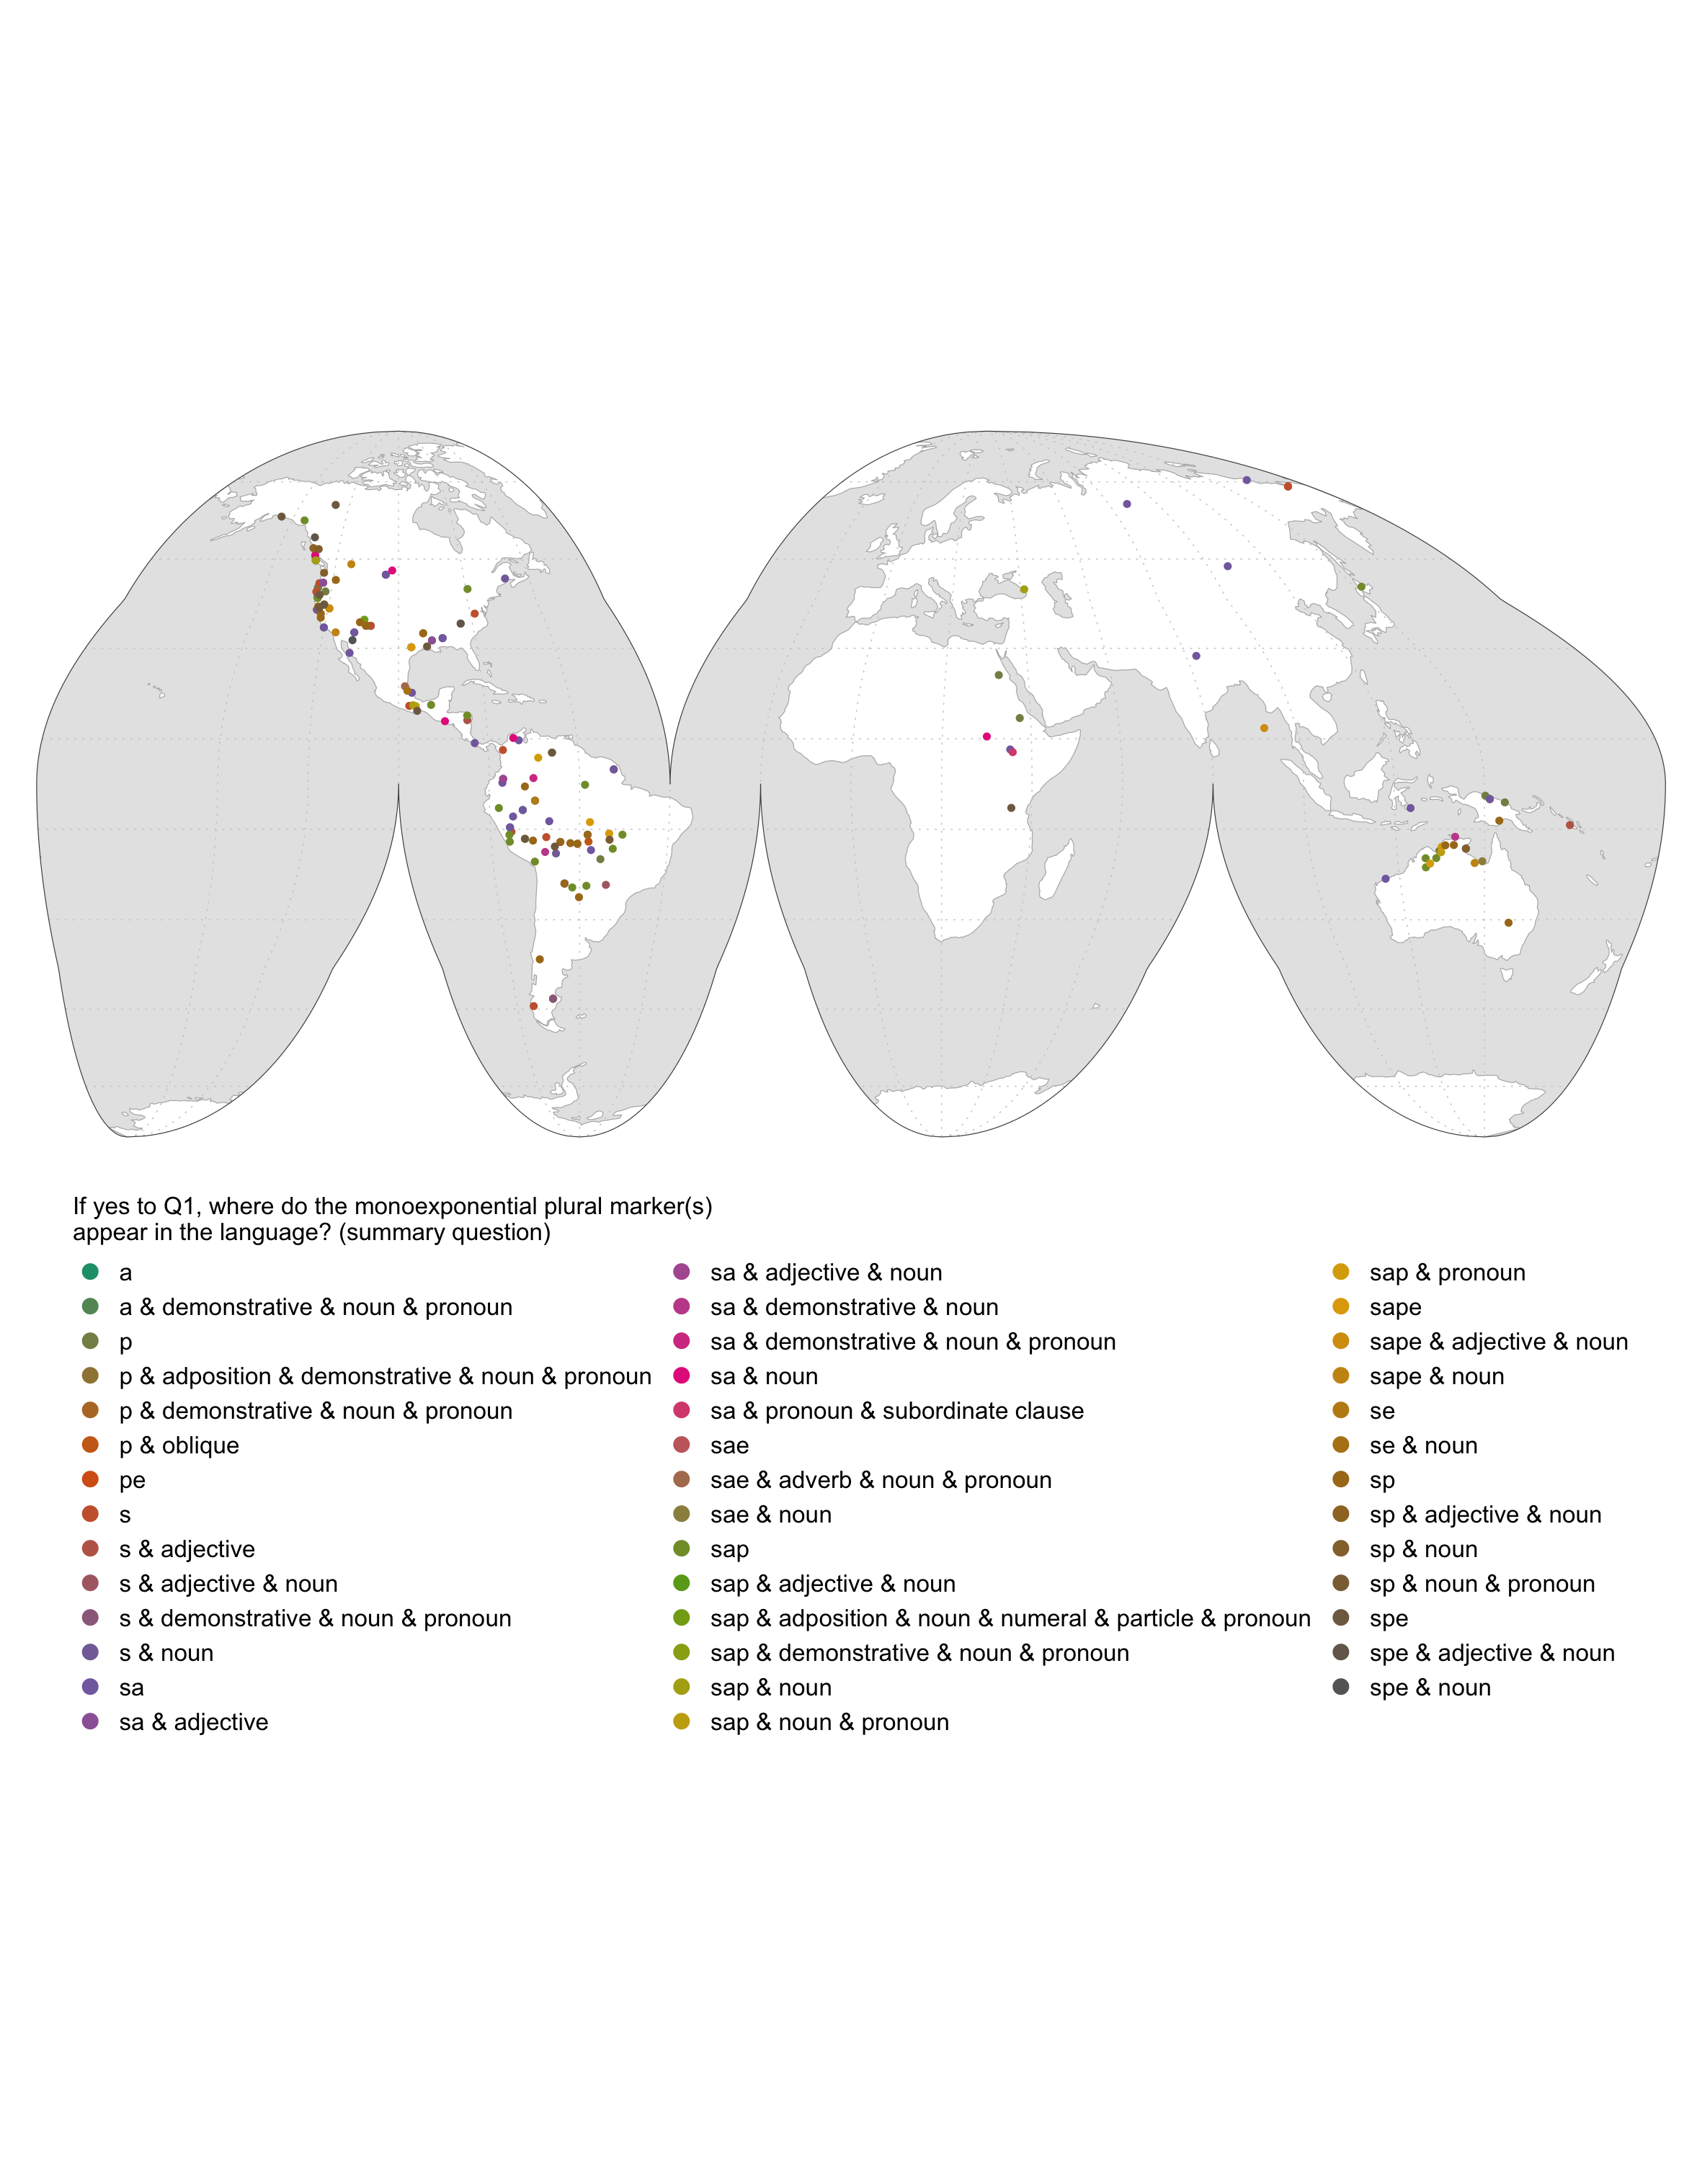 If yes to Q1, where do the monoexponential plural marker(s)
appear in the language? (summary question)
a
a & demonstrative & noun & pronoun
p
p & adposition & demonstrative & noun & pronoun
p & demonstrative & noun & pronoun
p & oblique
pe
s
s & adjective
s & adjective & noun
s & demonstrative & noun & pronoun
s & noun
sa
sa & adjective
sa & adjective & noun
sa & demonstrative & noun
sa & demonstrative & noun & pronoun
sa & noun
sa & pronoun & subordinate clause
sae
sae & adverb & noun & pronoun
sae & noun
sap
sap & adjective & noun
sap & adposition & noun & numeral & particle & pronoun
sap & demonstrative & noun & pronoun
sap & noun
sap & noun & pronoun
sap & pronoun
sape
sape & adjective & noun
sape & noun
se
se & noun
sp
sp & adjective & noun
sp & noun
sp & noun & pronoun
spe
spe & adjective & noun
spe & noun